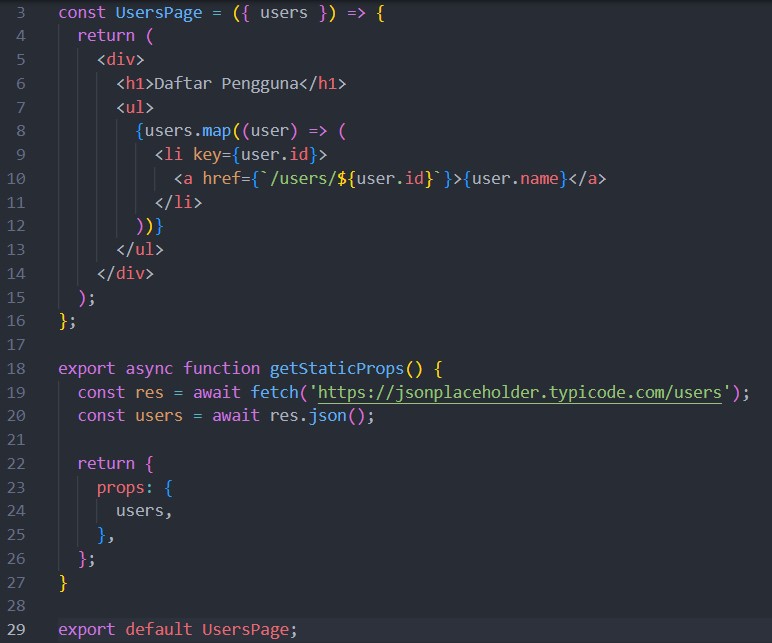 3 const UsersPage = ({ users }) => {
4 return (
5 <div>
6 <h1>Daftar Pengguna</h1>
7 <ul>
8 {users.map((user) => (
9 <li key={user.id}>
10 <a href={`/users/${user.id}`}>{user.name}</a>
11 </li>
12 ))}
13 </ul>
14 </div>
15 );
16 };
17
18 export async function getStaticProps() {
19 const res = await fetch('https://jsonplaceholder.typicode.com/users');
20 const users = await res.json();
21
22 return {
23 props: {
24 users,
25 },
26 };
27 }
28
29 export default UsersPage;